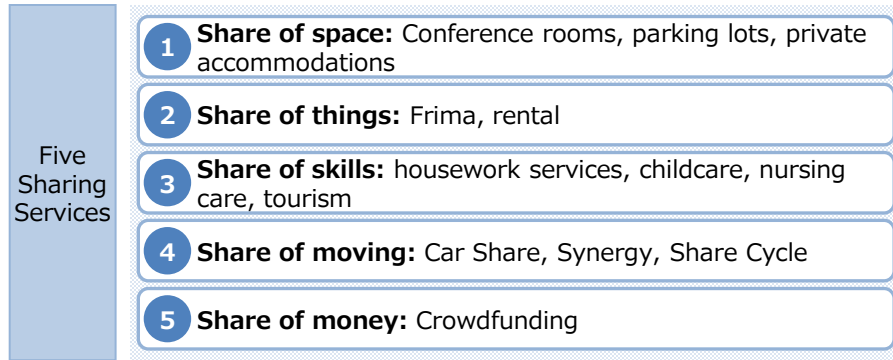 Five
Sharing
Services
1 Share of space: Conference rooms, parking lots, private
accommodations
2 Share of things: Frima, rental
3 Share of skills: housework services, childcare, nursing
care, tourism
4 Share of moving: Car Share, Synergy, Share Cycle
5 Share of money: Crowdfunding